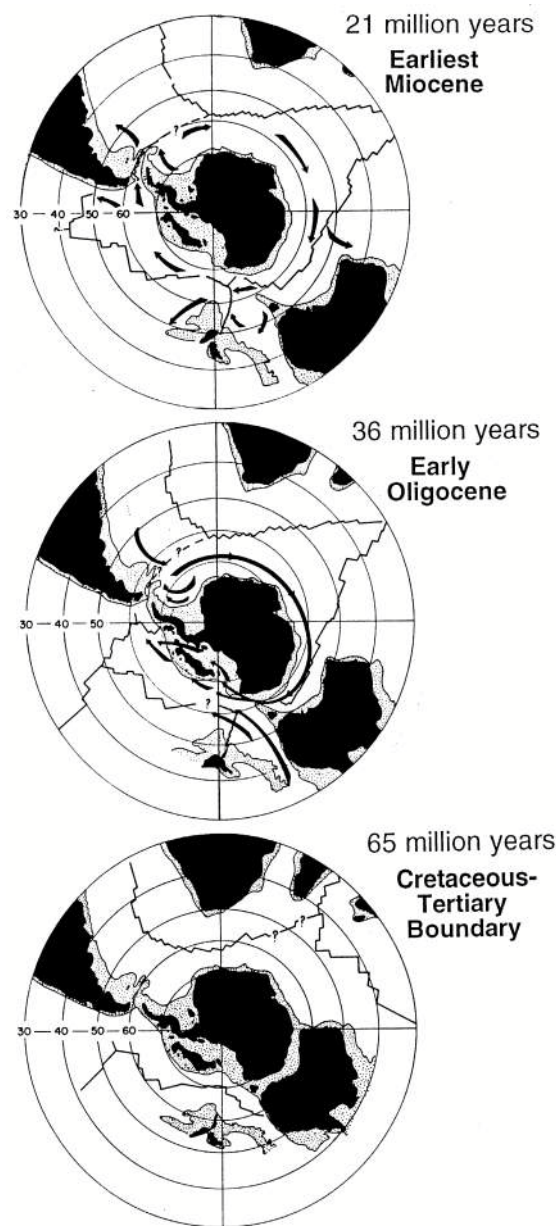 21 million years
Earliest
Miocene
?
30 — 40 — 50 — 60
36 million years
Early
Oligocene
?
30 — 40 — 50
?
65 million years
Cretaceous-
Tertiary
Boundary
?
?
30 — 40 — 50 — 60